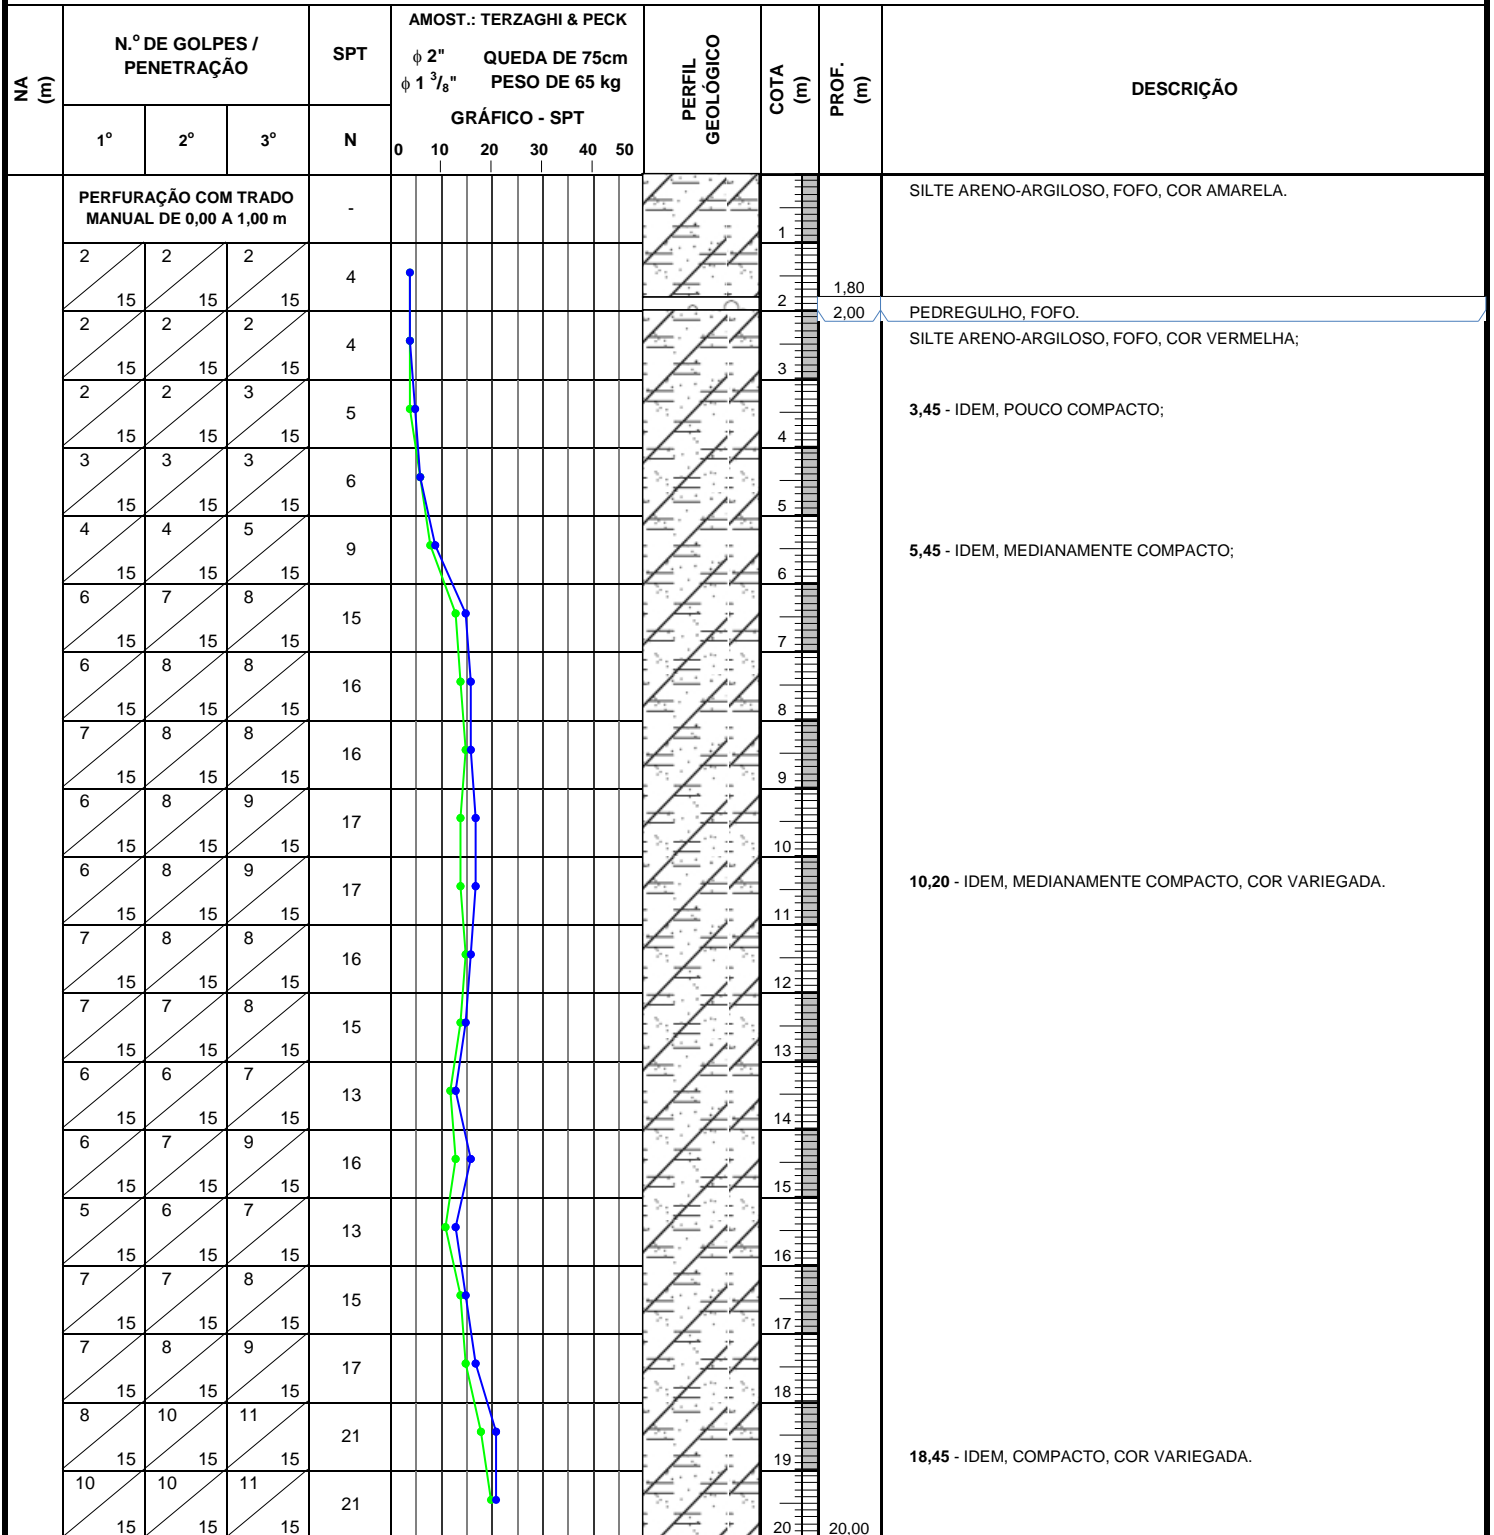 NA (m)
N.º DE GOLPES / PENETRAÇÃO
1º 2º 3º
SPT
N
AMOST.: TERZAGHI & PECK
ϕ 2" QUEDA DE 75cm
ϕ 1 3/8" PESO DE 65 kg
GRÁFICO - SPT
0 10 20 30 40 50
PERFIL GEOLÓGICO
COTA (m)
PROF. (m)
DESCRIÇÃO
PERFURAÇÃO COM TRADO
MANUAL DE 0,00 A 1,00 m
-
SILTE ARENO-ARGILOSO, FOFO, COR AMARELA.
1
2 2 2
15 15 15
4
1,80
2
2,00
PEDREGULHO, FOFO.
2 2 2
15 15 15
4
SILTE ARENO-ARGILOSO, FOFO, COR VERMELHA;
3
2 2 3
15 15 15
5
3,45 - IDEM, POUCO COMPACTO;
4
3 3 3
15 15 15
6
5
4 4 5
15 15 15
9
5,45 - IDEM, MEDIANAMENTE COMPACTO;
6
6 7 8
15 15 15
15
7
6 8 8
15 15 15
16
8
7 8 8
15 15 15
16
9
6 8 9
15 15 15
17
10
6 8 9
15 15 15
17
10,20 - IDEM, MEDIANAMENTE COMPACTO, COR VARIEGADA.
11
7 8 8
15 15 15
16
12
7 7 8
15 15 15
15
13
6 6 7
15 15 15
13
14
6 7 9
15 15 15
16
15
5 6 7
15 15 15
13
16
7 7 8
15 15 15
15
17
7 8 9
15 15 15
17
18
8 10 11
15 15 15
21
18,45 - IDEM, COMPACTO, COR VARIEGADA.
19
10 10 11
15 15 15
21
20
20,00